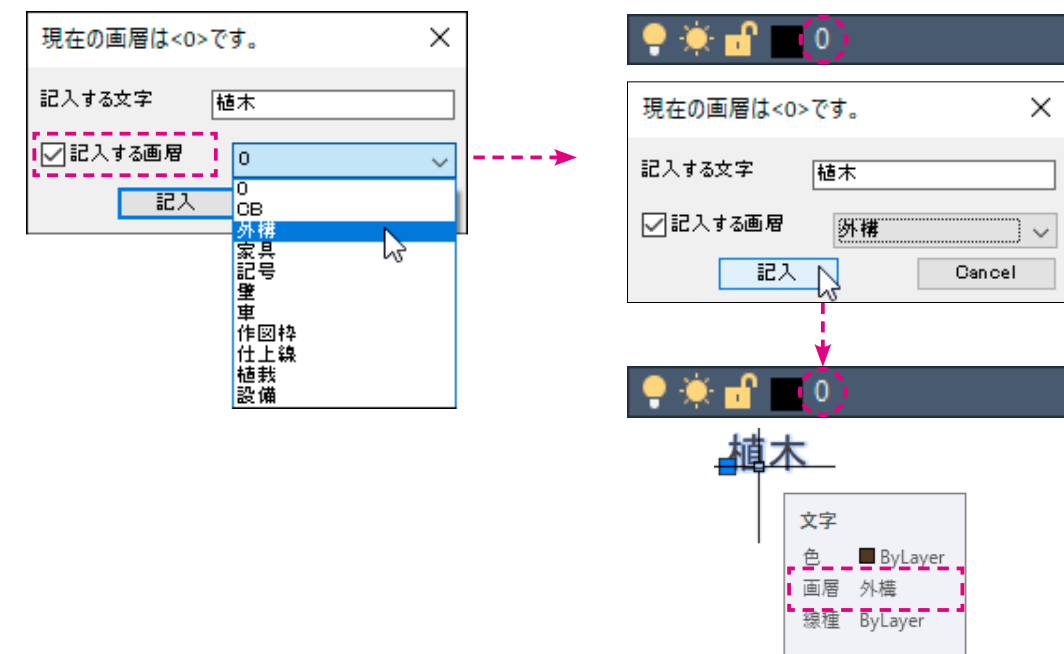 現在の画層は<0>です。
記入する文字 植木
記入する画層 0
記入
0
CB
外構
家具
記号
壁
車
作図枠
仕上線
植栽
設備
0
現在の画層は<0>です。
記入する文字 植木
記入する画層 外構
記入 Cancel
0
植木
文字
色 ByLayer
画層 外構
線種 ByLayer